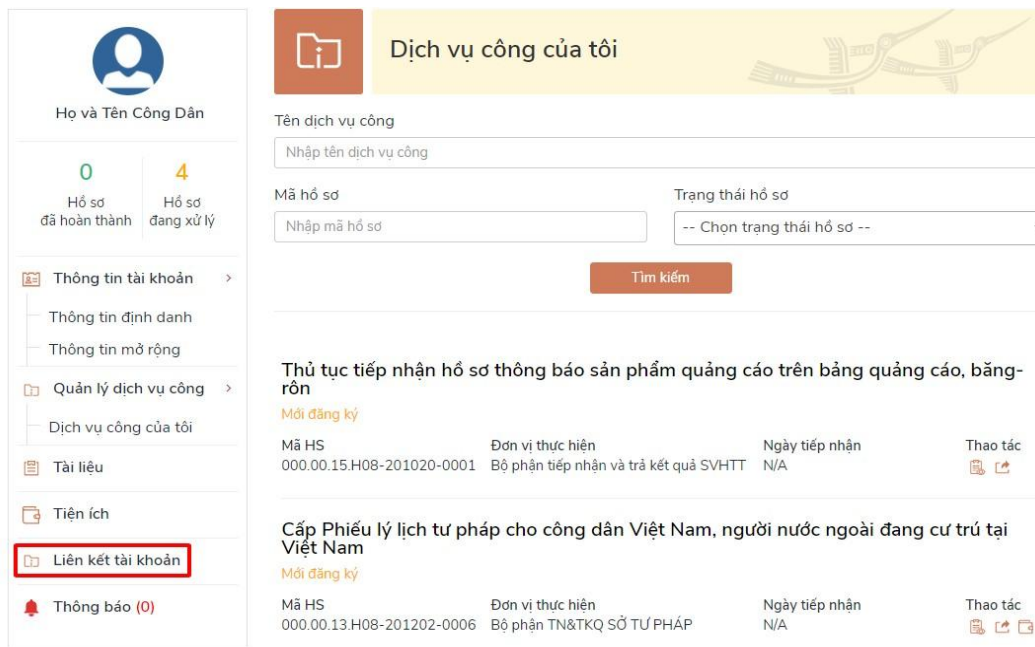 Họ và Tên Công Dân
0
4
Hồ sơ
đã hoàn thành
Hồ sơ
đang xử lý
Thông tin tài khoản
Thông tin định danh
Thông tin mở rộng
Quản lý dịch vụ công
Dịch vụ công của tôi
Tài liệu
Tiện ích
Liên kết tài khoản
Thông báo (0)
Dịch vụ công của tôi
Tên dịch vụ công
Nhập tên dịch vụ công
Mã hồ sơ
Trạng thái hồ sơ
Nhập mã hồ sơ
-- Chọn trạng thái hồ sơ --
Tìm kiếm
Thủ tục tiếp nhận hồ sơ thông báo sản phẩm quảng cáo trên bảng quảng cáo, băng-
rôn
Mới đăng ký
Mã HS Đơn vị thực hiện Ngày tiếp nhận Thao tác
000.00.15.H08-201020-0001 Bộ phận tiếp nhận và trả kết quả SVHTT N/A
Cấp Phiếu lý lịch tư pháp cho công dân Việt Nam, người nước ngoài đang cư trú tại
Việt Nam
Mới đăng ký
Mã HS Đơn vị thực hiện Ngày tiếp nhận Thao tác
000.00.13.H08-201202-0006 Bộ phận TN&TKQ SỞ TƯ PHÁP N/A